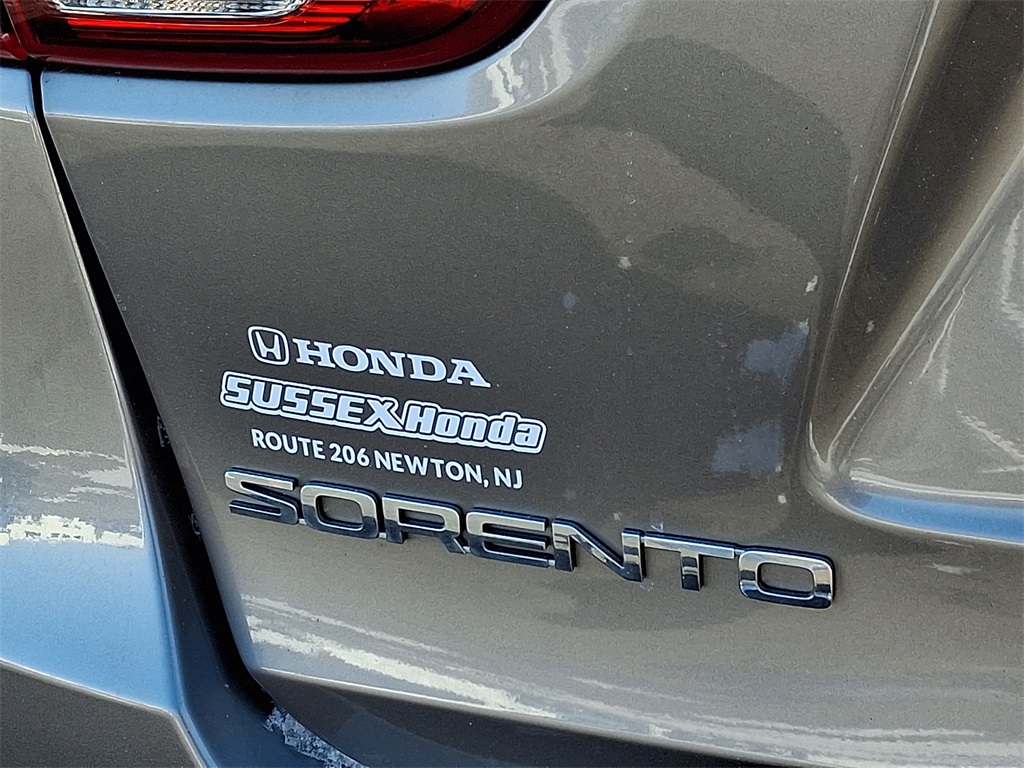 HONDA
SUSSEX Honda
ROUTE 206 NEWTON, NJ
SORENTO